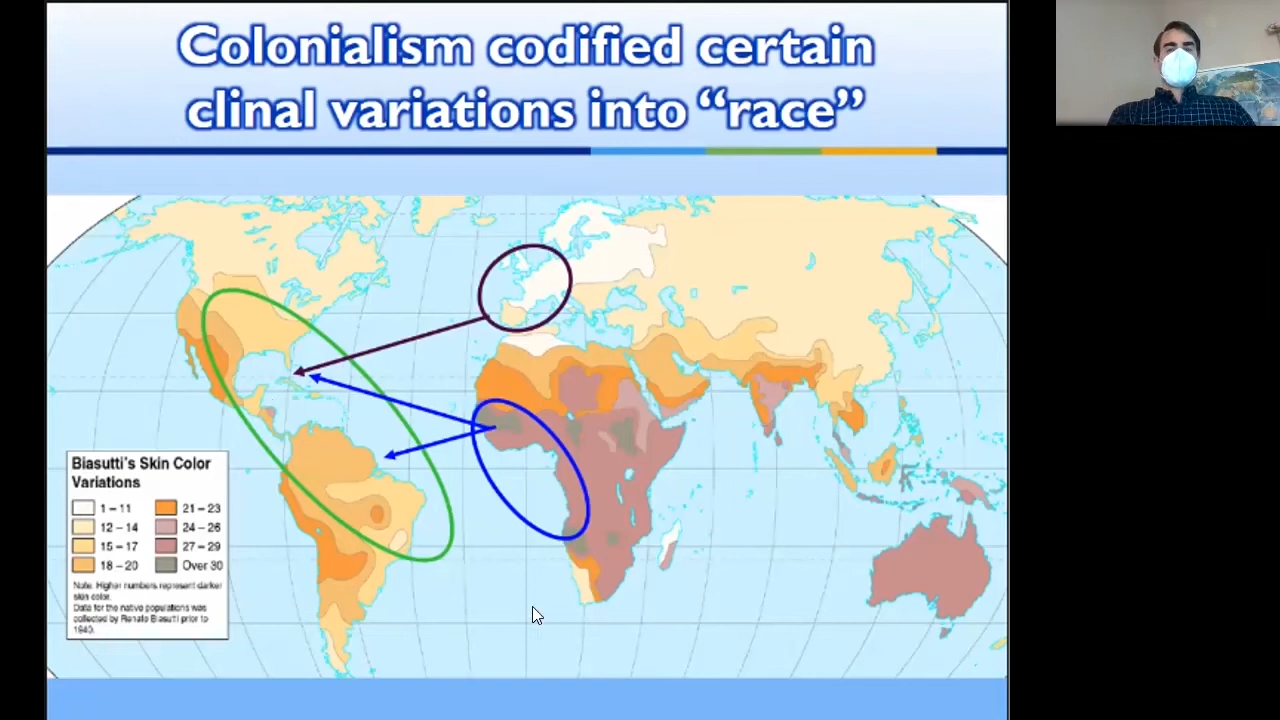 Colonialism codified certain
clinal variations into “race”
Biasutti's Skin Color
Variations
1 – 11
12 – 14
15 – 17
18 – 20
21 – 23
24 – 26
27 – 29
Over 30
Note: Higher numbers represent darker
skin color.
Data for the native populations was
collected by Renato Biasutti prior to
1940.